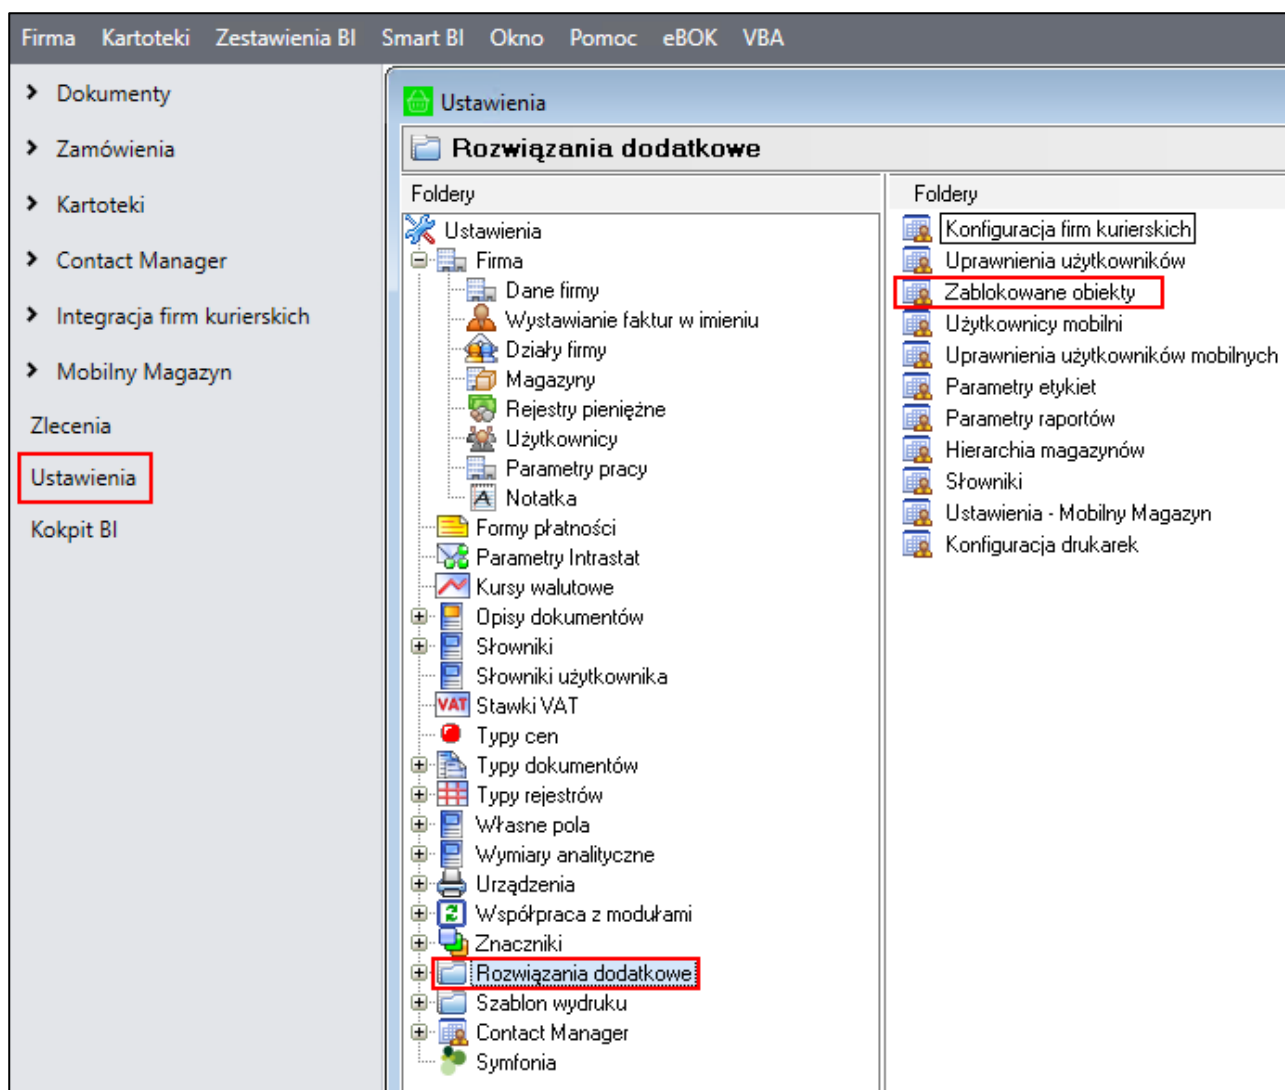 Firma Kartoteki Zestawienia BI Smart BI Okno Pomoc eBOK VBA
Dokumenty
Zamówienia
Kartoteki
Contact Manager
Integracja firm kurierskich
Mobilny Magazyn
Zlecenia
Ustawienia
Kokpit BI
Ustawienia
Rozwiązania dodatkowe
Foldery
Ustawienia
Firma
Dane firmy
Wystawianie faktur w imieniu
Działy firmy
Magazyny
Rejestry pieniężne
Użytkownicy
Parametry pracy
Notatka
Formy płatności
Parametry Intrastat
Kursy walutowe
Opisy dokumentów
Słowniki
Słowniki użytkownika
VAT Stawki VAT
Typy cen
Typy dokumentów
Typy rejestrów
Własne pola
Wymiary analityczne
Urządzenia
Współpraca z modułami
Znaczniki
Rozwiązania dodatkowe
Szablon wydruku
Contact Manager
Symfonia
Foldery
Konfiguracja firm kurierskich
Uprawnienia użytkowników
Zablokowane obiekty
Użytkownicy mobilni
Uprawnienia użytkowników mobilnych
Parametry etykiet
Parametry raportów
Hierarchia magazynów
Słowniki
Ustawienia - Mobilny Magazyn
Konfiguracja drukarek